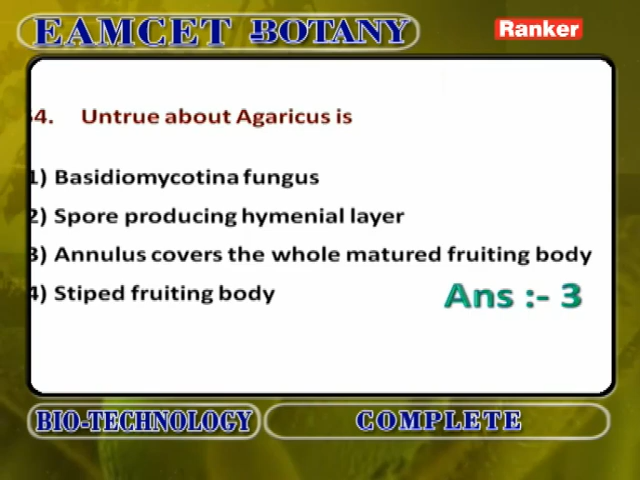 EAMCET -BOTANY
Ranker
54. Untrue about Agaricus is
1) Basidiomycotina fungus
2) Spore producing hymenial layer
3) Annulus covers the whole matured fruiting body
4) Stiped fruiting body
Ans :- 3
BIO-TECHNOLOGY
COMPLETE